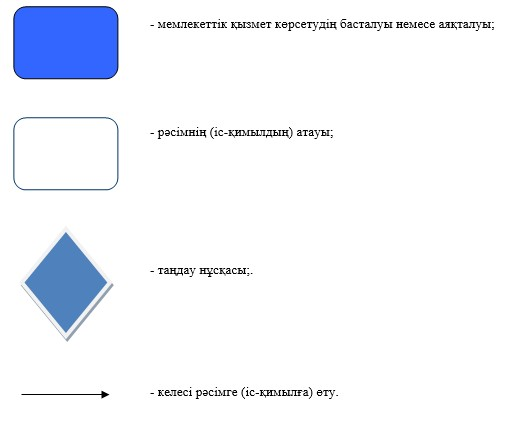 - мемлекеттік қызмет көрсетудің басталуы немесе аяқталуы;
- рәсімнің (іс-қимылдың) атауы;
- таңдау нұсқасы;.
- келесі рәсімге (іс-қимылға) өту.